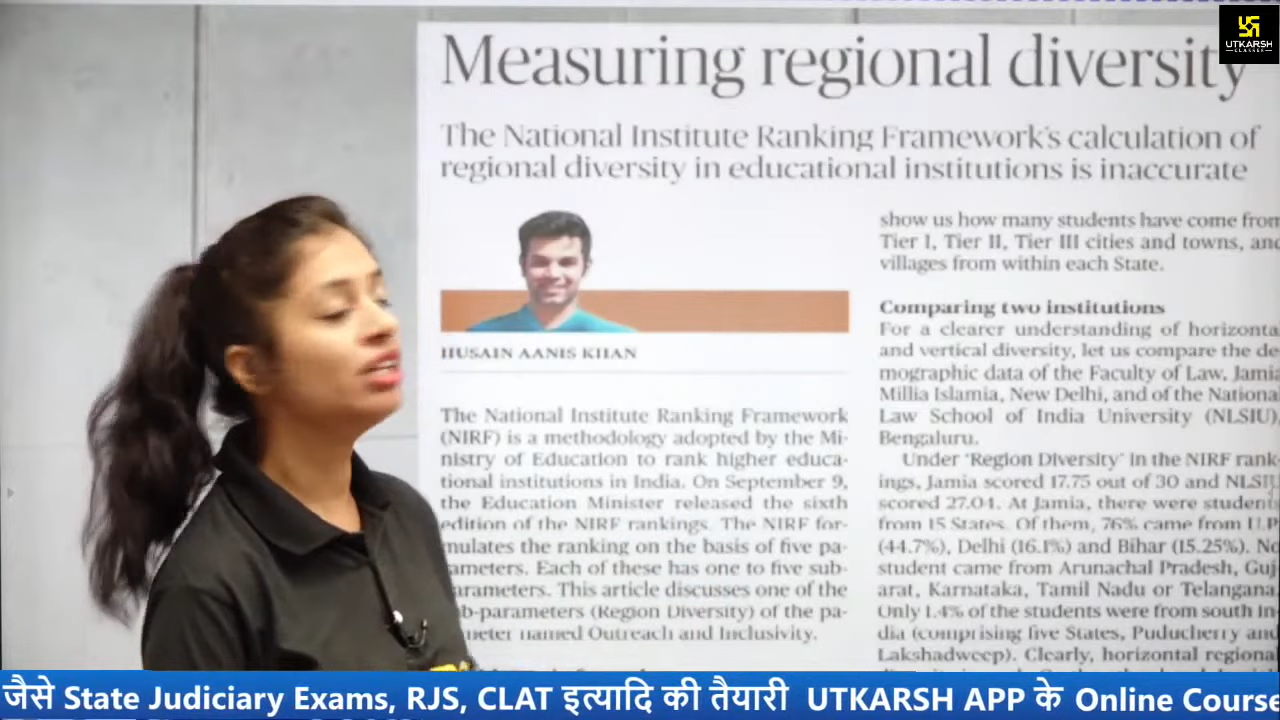 UTKARSH
CLASSES
Measuring regional diversity
The National Institute Ranking Framework's calculation of
regional diversity in educational institutions is inaccurate
HUSAIN AANIS KHAN
The National Institute Ranking Framework
(NIRF) is a methodology adopted by the Mi-
nistry of Education to rank higher educa-
tional institutions in India. On September 9,
the Education Minister released the sixth
edition of the NIRF rankings. The NIRF for-
mulates the ranking on the basis of five pa-
ameters. Each of these has one to five sub-
arameters. This article discusses one of the
b-parameters (Region Diversity) of the pa-
meter named Outreach and Inclusivity.
show us how many students have come from
Tier I, Tier II, Tier III cities and towns, and
villages from within each State.
Comparing two institutions
For a clearer understanding of horizonta
and vertical diversity, let us compare the de-
mographic data of the Faculty of Law, Jamia
Millia Islamia, New Delhi, and of the National
Law School of India University (NLSIU),
Bengaluru.
Under 'Region Diversity' in the NIRF rank-
ings, Jamia scored 17.75 out of 30 and NLSIU
scored 27.04. At Jamia, there were students
from 15 States. Of them, 76% came from U.P.
(44.7%), Delhi (16.1%) and Bihar (15.25%). No
student came from Arunachal Pradesh, Guj-
arat, Karnataka, Tamil Nadu or Telangana.
Only 1.4% of the students were from south In-
dia (comprising five States, Puducherry and
Lakshadweep). Clearly, horizontal regional
जैसे State Judiciary Exams, RJS, CLAT इत्यादि की तैयारी UTKARSH APP के Online Course